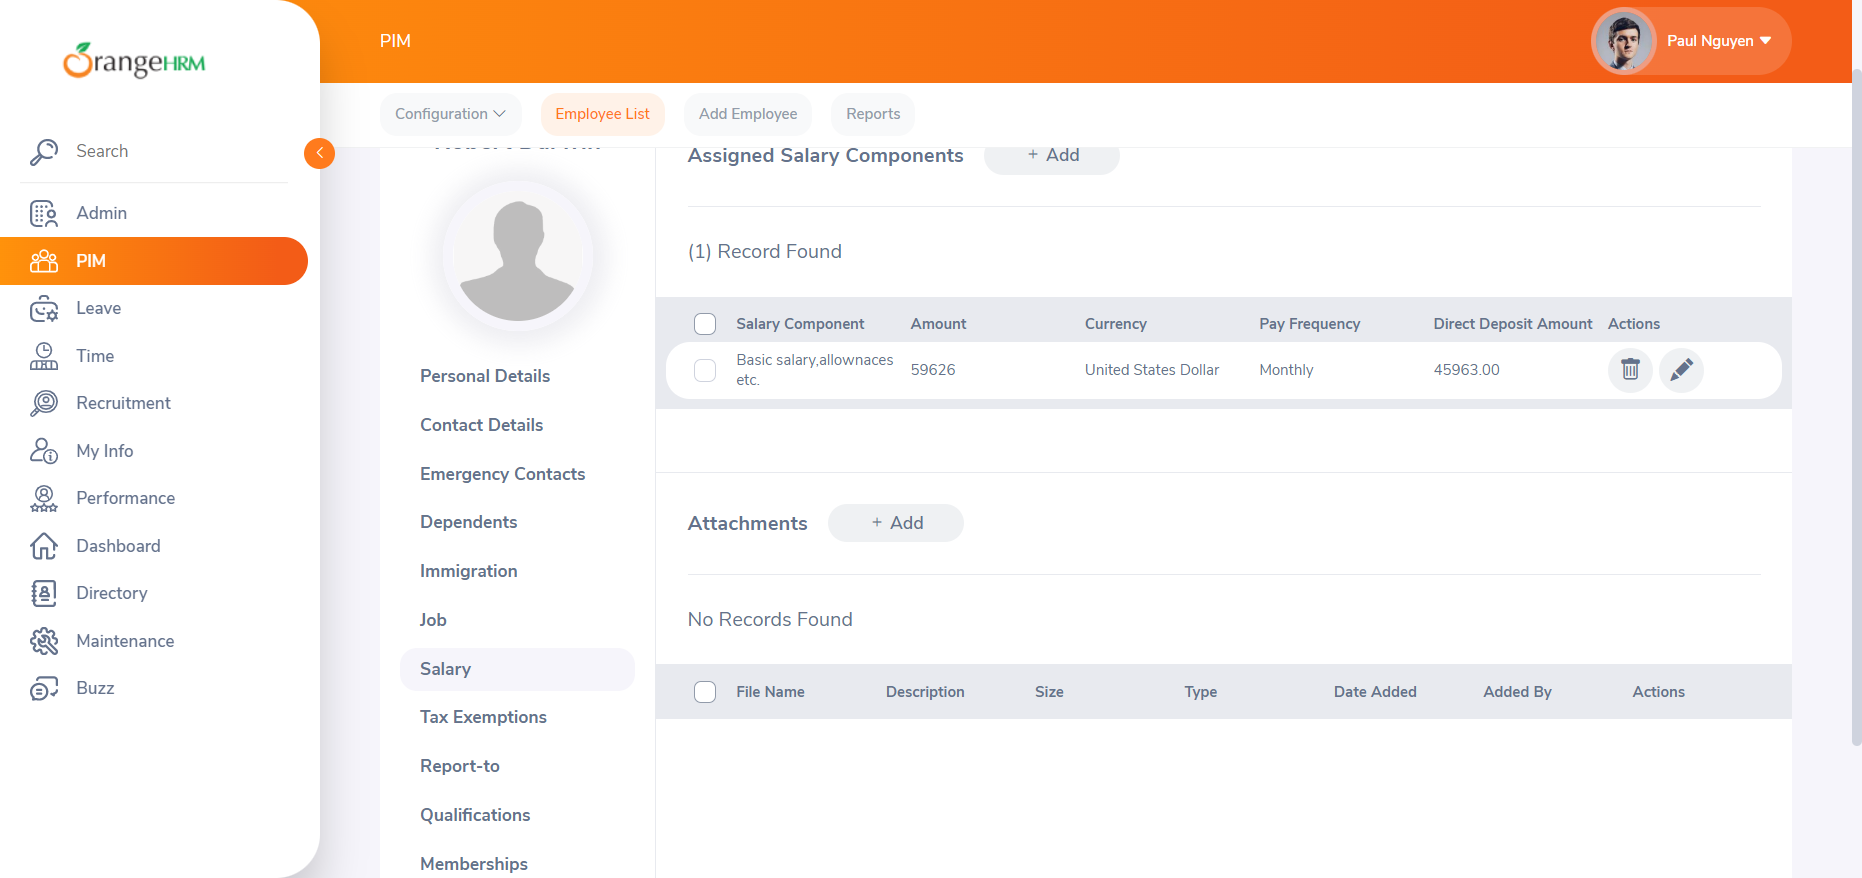 OrangeHRM
PIM
Paul Nguyen
Configuration
Employee List
Add Employee
Reports
Search
Admin
PIM
Leave
Time
Recruitment
My Info
Performance
Dashboard
Directory
Maintenance
Buzz
Personal Details
Contact Details
Emergency Contacts
Dependents
Immigration
Job
Salary
Tax Exemptions
Report-to
Qualifications
Memberships
Assigned Salary Components
+ Add
(1) Record Found
Salary Component Amount Currency Pay Frequency Direct Deposit Amount Actions
Basic salary,allownaces
etc.
59626 United States Dollar Monthly 45963.00
Attachments
+ Add
No Records Found
File Name Description Size Type Date Added Added By Actions